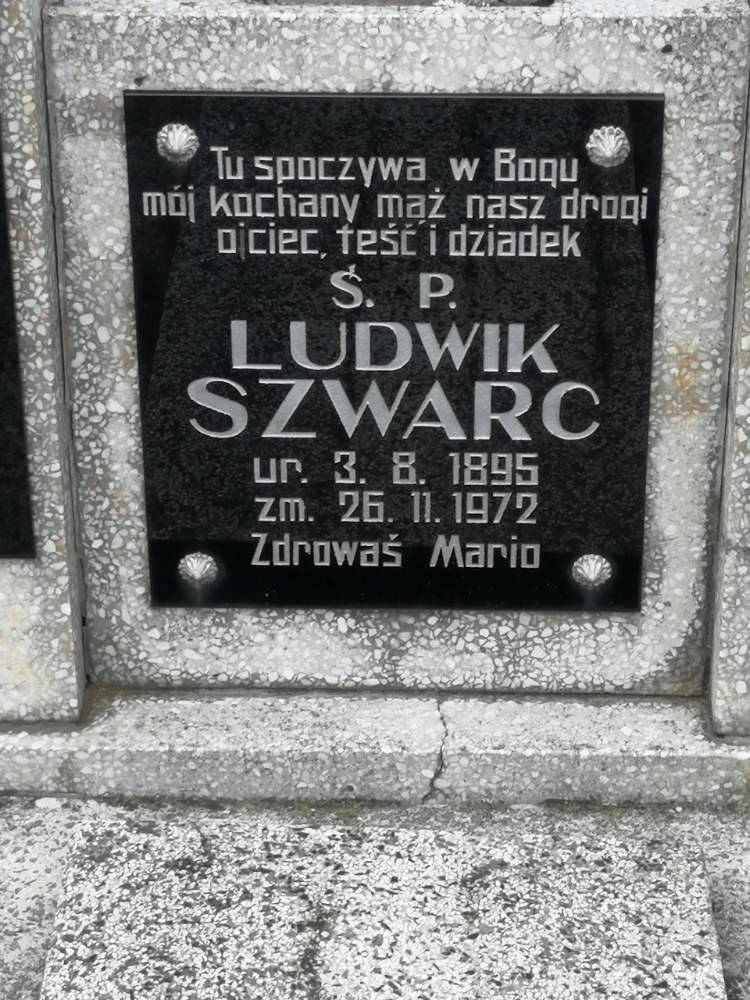 Tu spoczywa w Bogu
mój kochany mąż nasz drogi
ojciec, teść i dziadek
Ś. P.
LUDWIK
SZWARC
ur. 3. 8. 1895
zm. 26. 11. 1972
Zdrowaś Mario